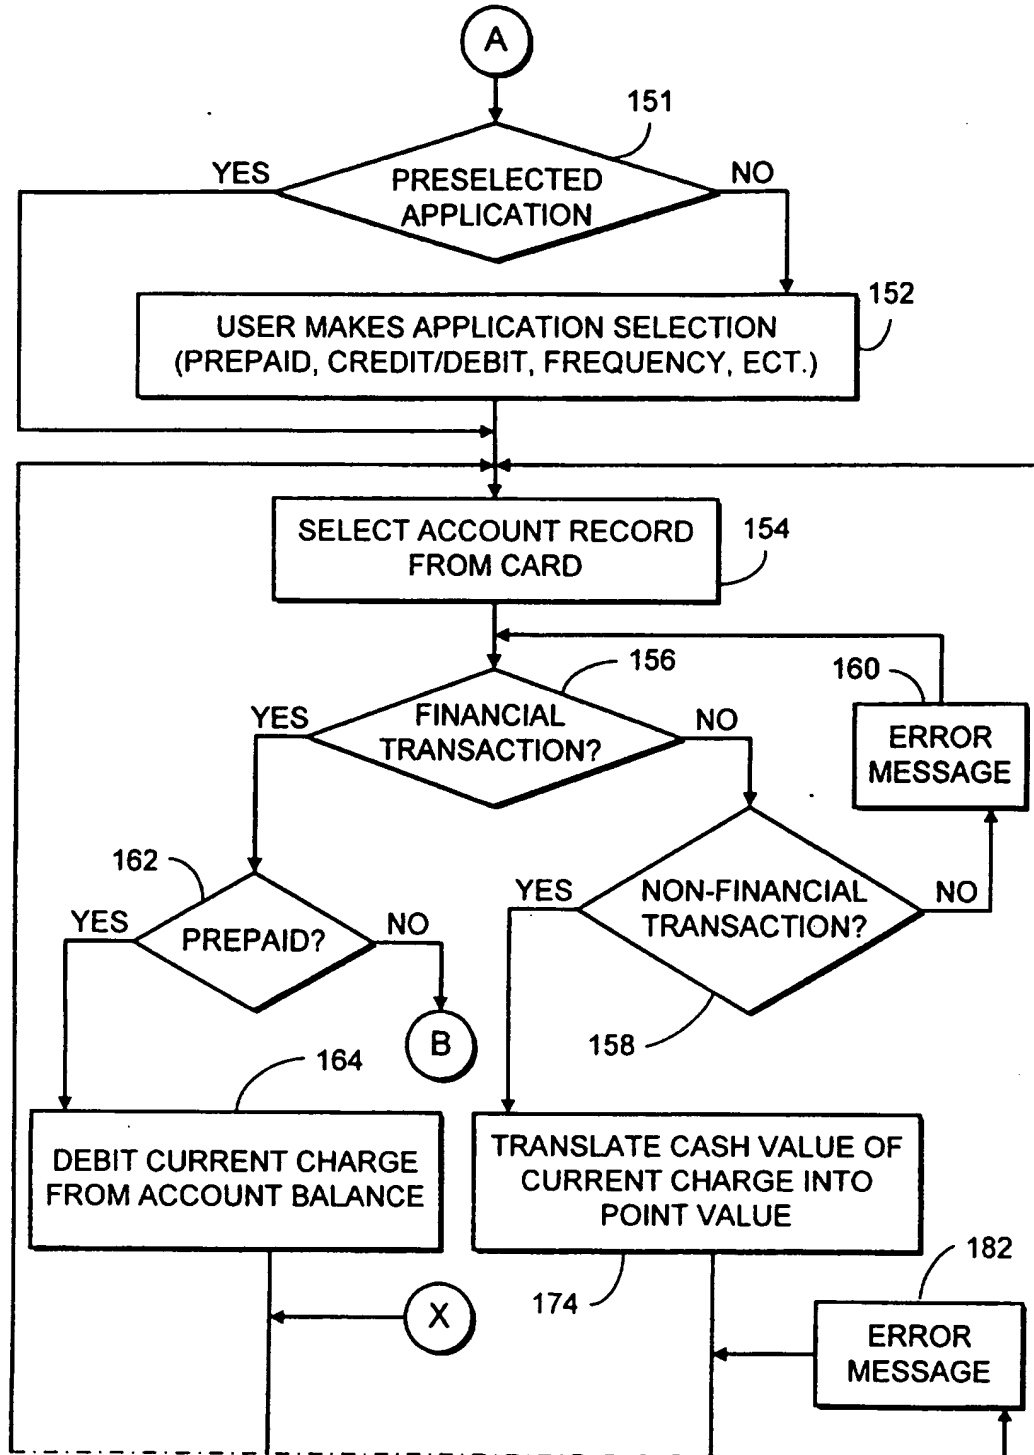 A
151
YES
NO
PRESELECTED
APPLICATION
152
USER MAKES APPLICATION SELECTION
(PREPAID, CREDIT/DEBIT, FREQUENCY, ECT.)
SELECT ACCOUNT RECORD
FROM CARD
154
156
160
YES
FINANCIAL
TRANSACTION?
NO
ERROR
MESSAGE
162
YES
PREPAID?
NO
YES
NON-FINANCIAL
TRANSACTION?
NO
B
158
164
DEBIT CURRENT CHARGE
FROM ACCOUNT BALANCE
TRANSLATE CASH VALUE OF
CURRENT CHARGE INTO
POINT VALUE
174
182
X
ERROR
MESSAGE